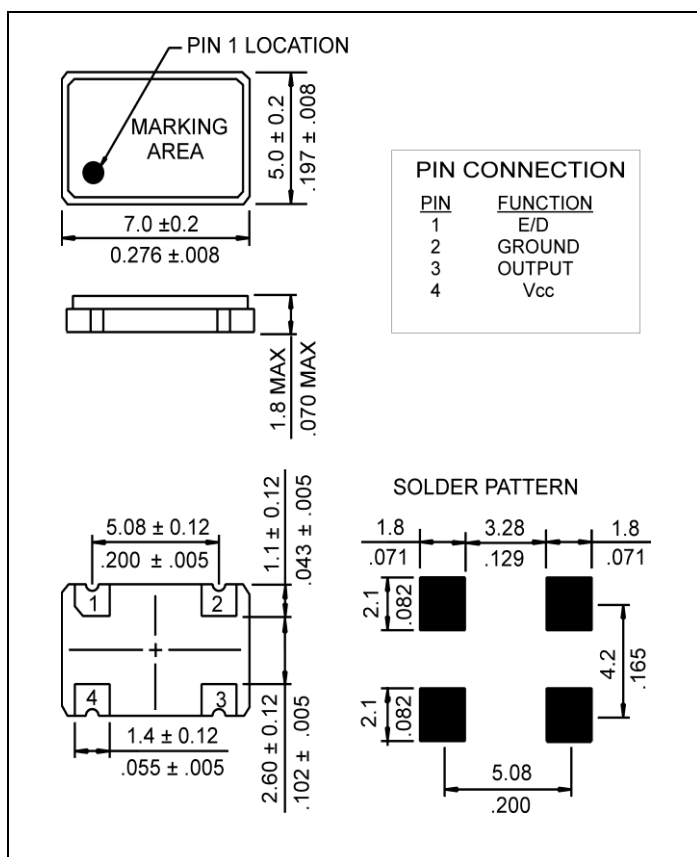 PIN 1 LOCATION
MARKING
AREA
5.0 ± 0.2
.197 ± .008
7.0 ±0.2
0.276 ±.008
PIN CONNECTION
PIN FUNCTION
1 E/D
2 GROUND
3 OUTPUT
4 Vcc
1.8 MAX
.070 MAX
5.08 ± 0.12
.200 ± .005
1.1 ± 0.12
.043 ± .005
1 2
4 3
1.4 ± 0.12
.055 ± .005
2.60 ± 0.12
.102 ± .005
SOLDER PATTERN
1.8 3.28 1.8
.071 .129 .071
2.1
.082
4.2
.165
2.1
.082
5.08
.200